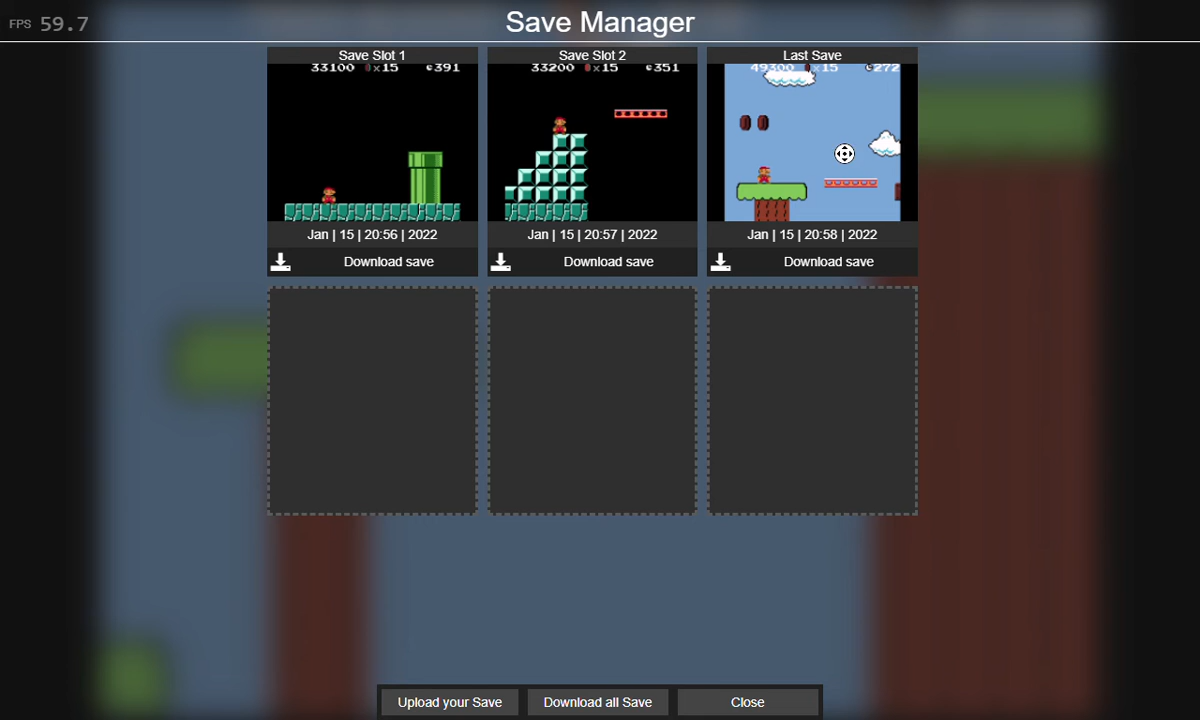 FPS 59.7
Save Manager
Save Slot 1
33100 ×15 391
Jan | 15 | 20:56 | 2022
Download save
Save Slot 2
33200 ×15 351
Jan | 15 | 20:57 | 2022
Download save
Last Save
49300 ×15 272
Jan | 15 | 20:58 | 2022
Download save
Upload your Save
Download all Save
Close